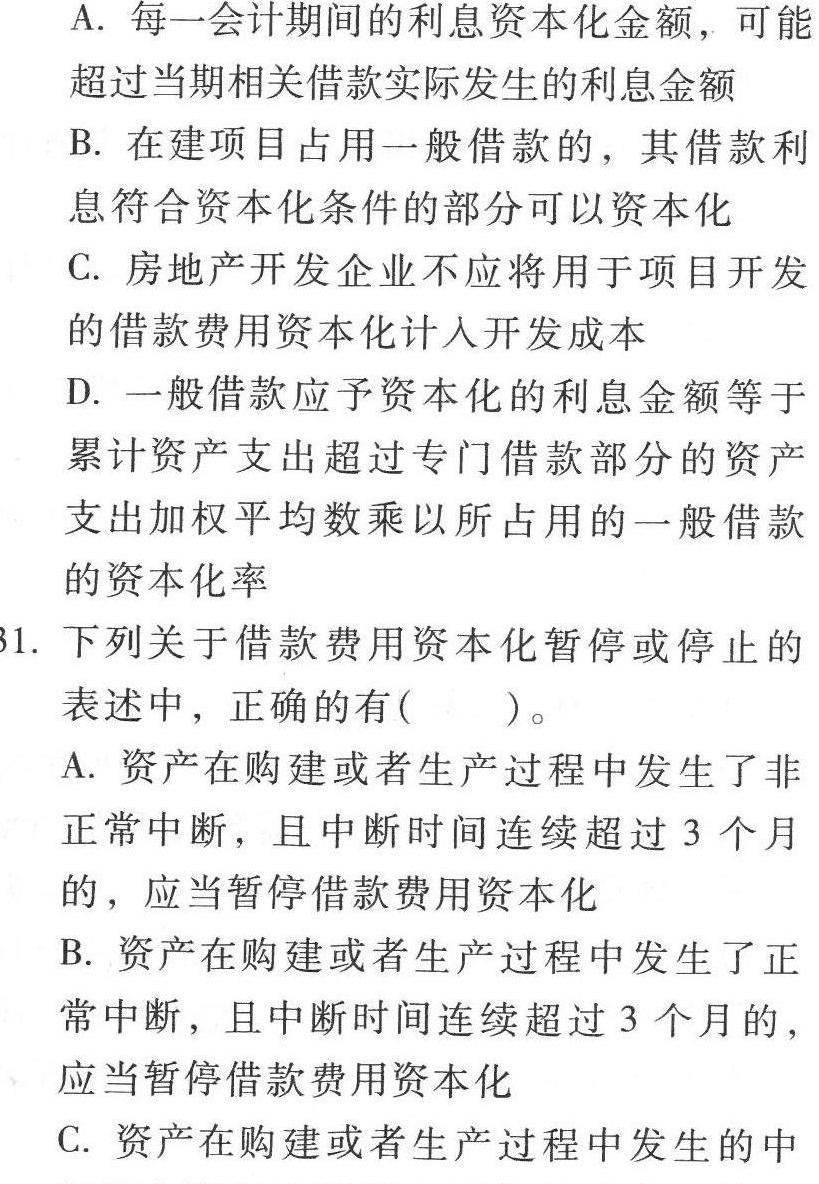 A. 每一会计期间的利息资本化金额，可能
超过当期相关借款实际发生的利息金额
B. 在建项目占用一般借款的，其借款利
息符合资本化条件的部分可以资本化
C. 房地产开发企业不应将用于项目开发
的借款费用资本化计入开发成本
D. 一般借款应予资本化的利息金额等于
累计资产支出超过专门借款部分的资产
支出加权平均数乘以所占用的一般借款
的资本化率
31. 下列关于借款费用资本化暂停或停止的
表述中，正确的有(　　)。
A. 资产在购建或者生产过程中发生了非
正常中断，且中断时间连续超过 3 个月
的，应当暂停借款费用资本化
B. 资产在购建或者生产过程中发生了正
常中断，且中断时间连续超过 3 个月的，
应当暂停借款费用资本化
C. 资产在购建或者生产过程中发生的中